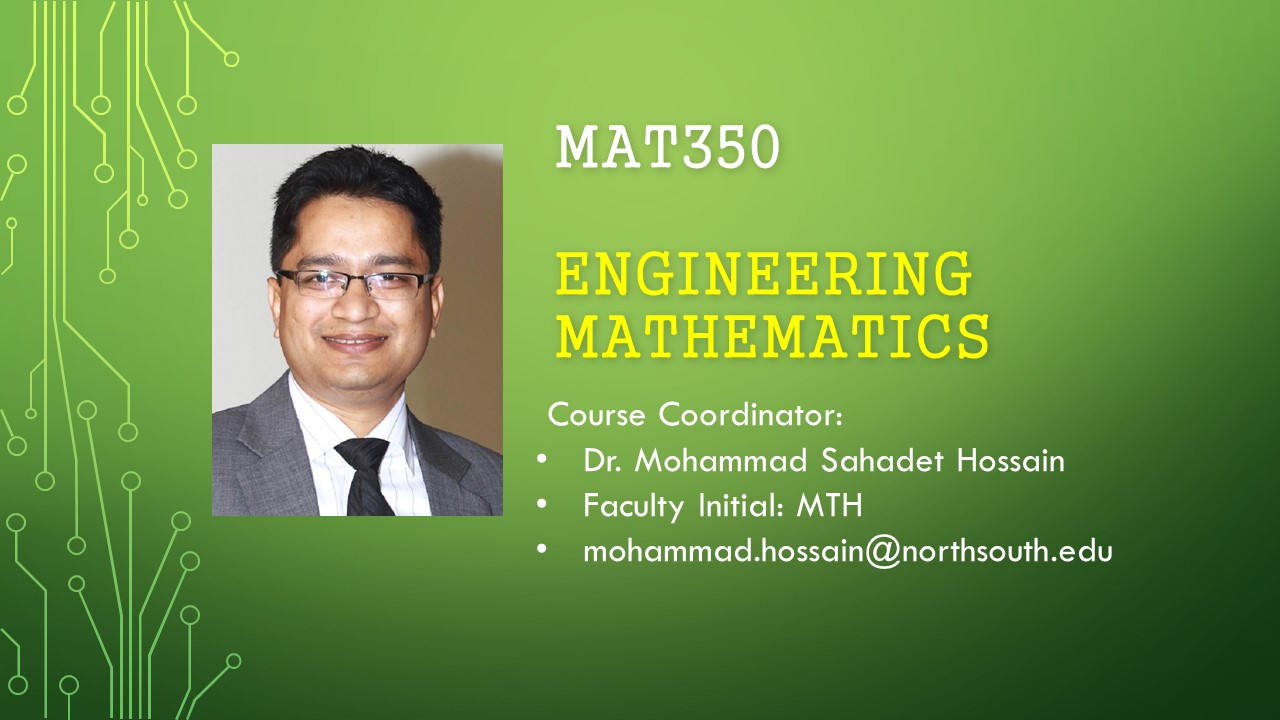 MAT350
ENGINEERING
MATHEMATICS
Course Coordinator:
• Dr. Mohammad Sahadet Hossain
• Faculty Initial: MTH
• mohammad.hossain@northsouth.edu